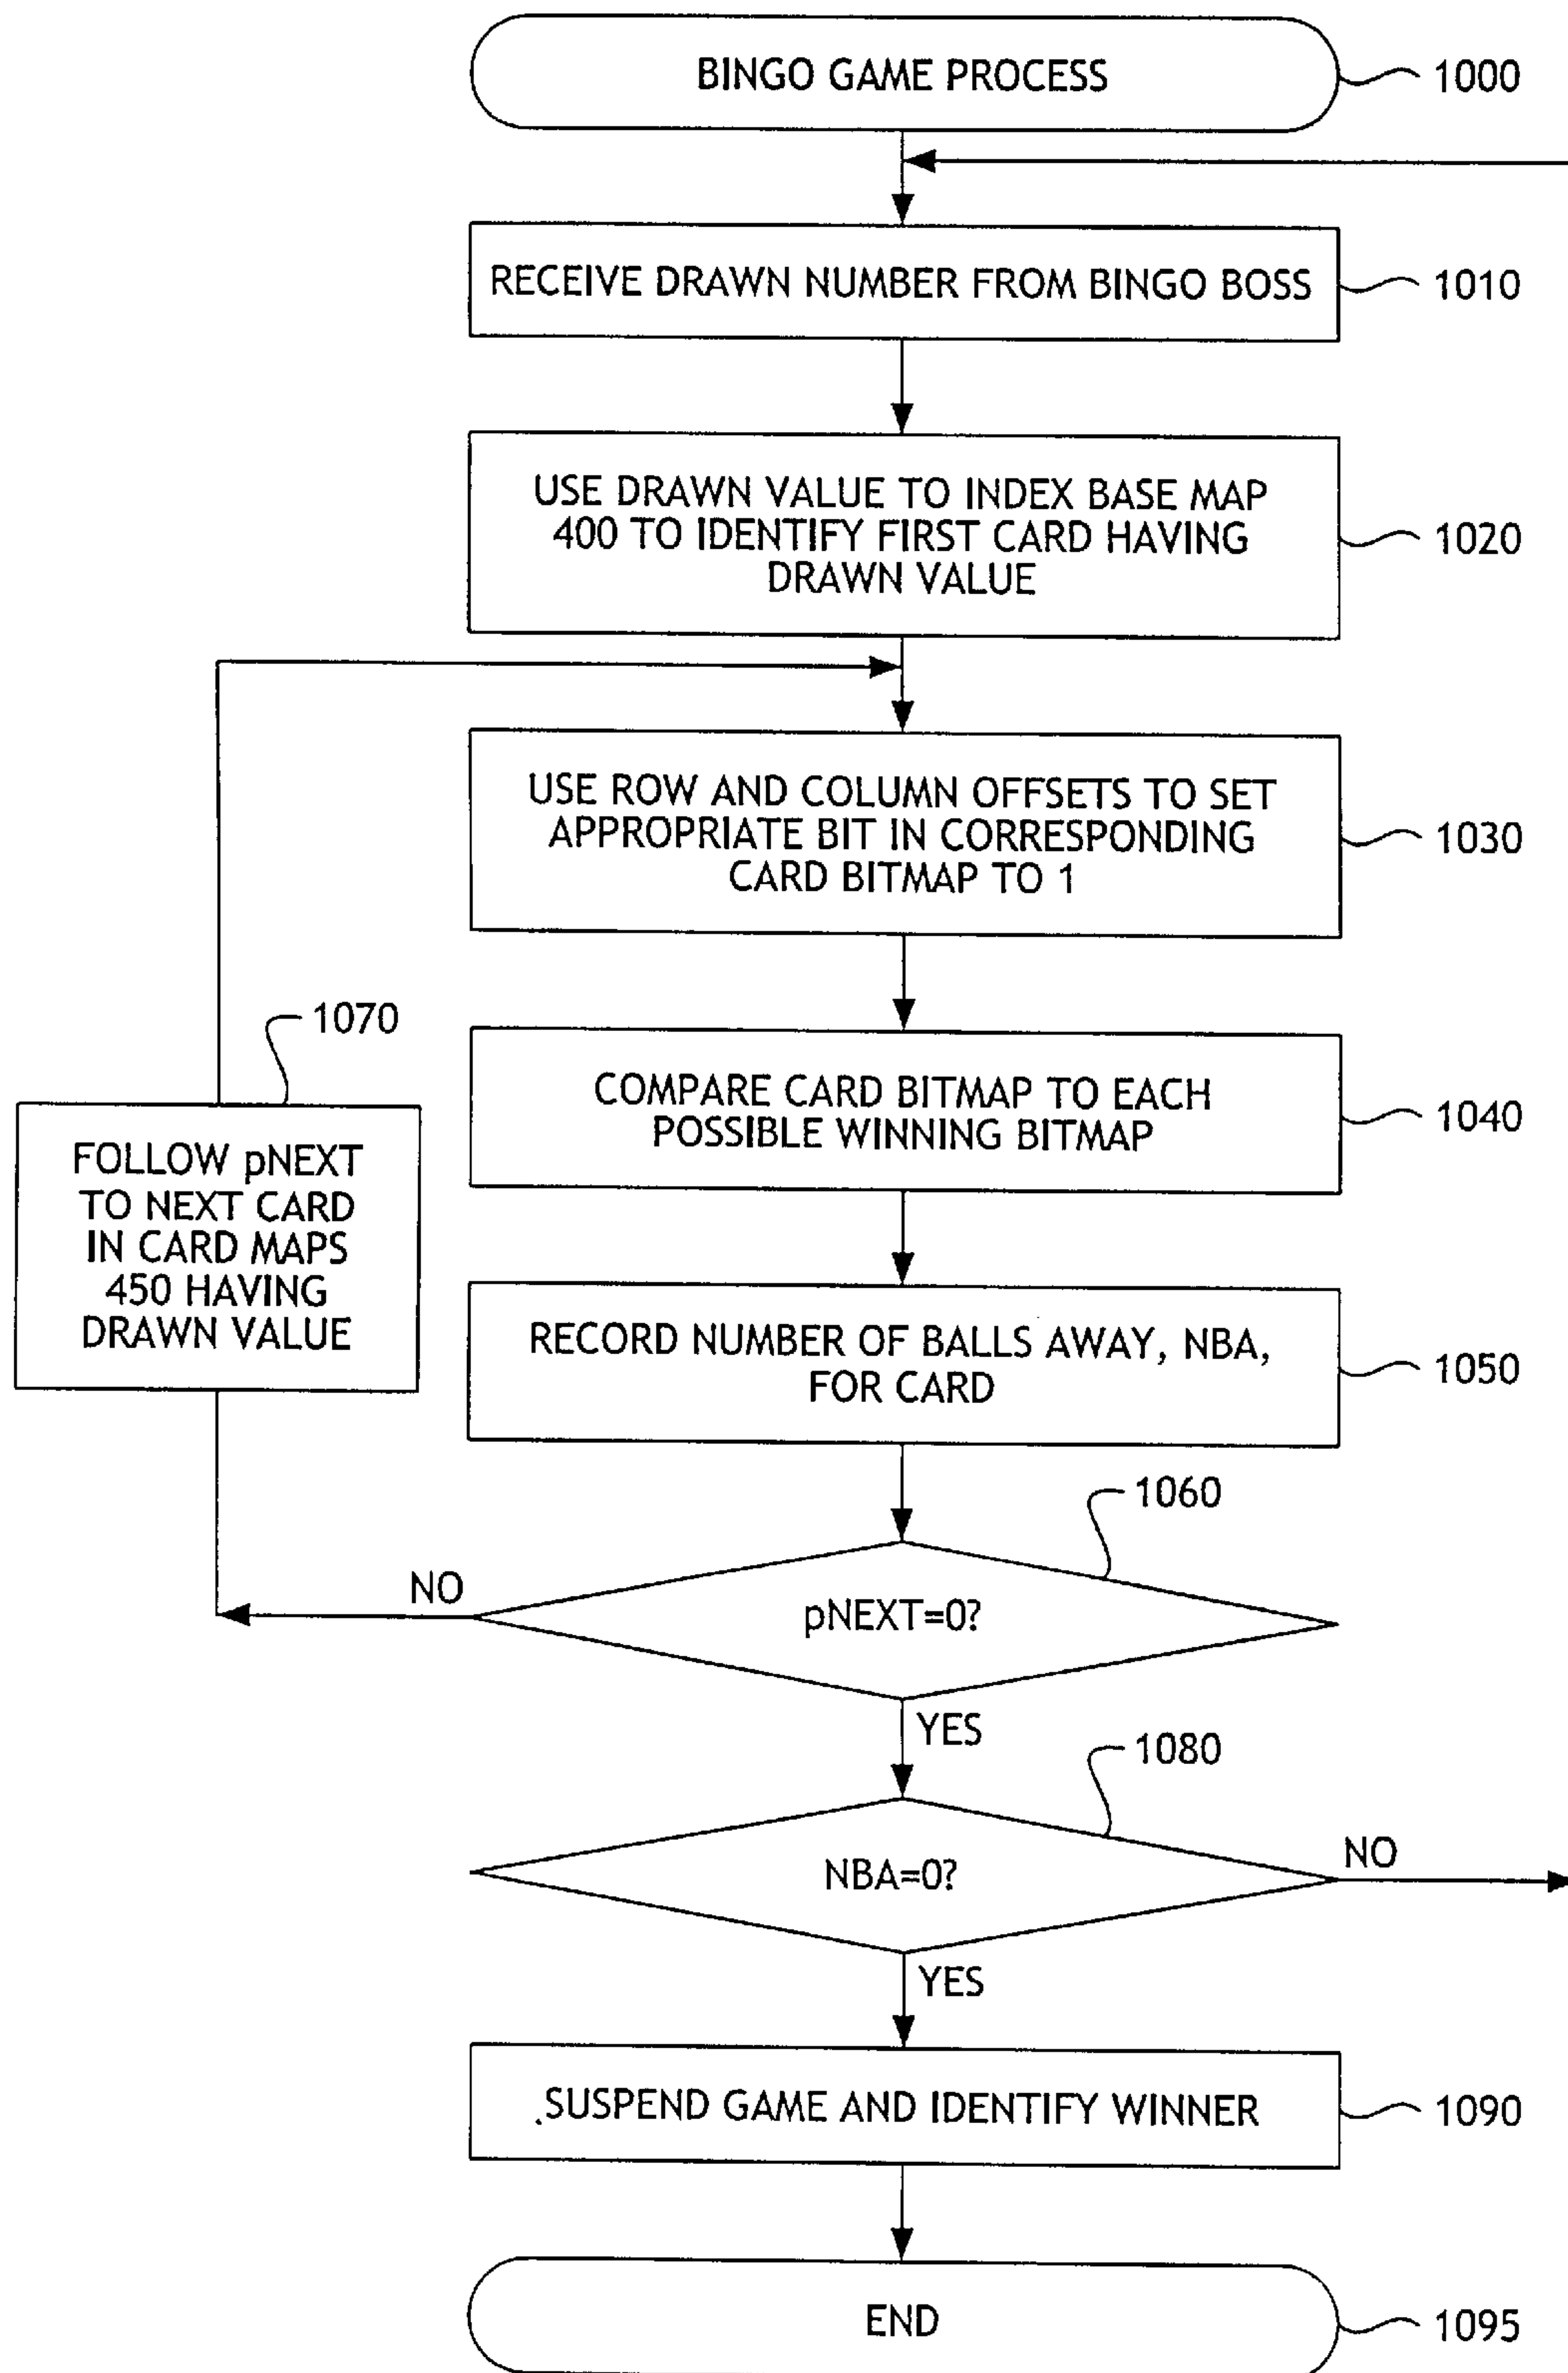 BINGO GAME PROCESS
1000
RECEIVE DRAWN NUMBER FROM BINGO BOSS
1010
USE DRAWN VALUE TO INDEX BASE MAP
400 TO IDENTIFY FIRST CARD HAVING
DRAWN VALUE
1020
USE ROW AND COLUMN OFFSETS TO SET
APPROPRIATE BIT IN CORRESPONDING
CARD BITMAP TO 1
1030
1070
FOLLOW pNEXT
TO NEXT CARD
IN CARD MAPS
450 HAVING
DRAWN VALUE
COMPARE CARD BITMAP TO EACH
POSSIBLE WINNING BITMAP
1040
RECORD NUMBER OF BALLS AWAY, NBA,
FOR CARD
1050
1060
NO
pNEXT=0?
YES
1080
NBA=0?
NO
YES
SUSPEND GAME AND IDENTIFY WINNER
1090
END
1095